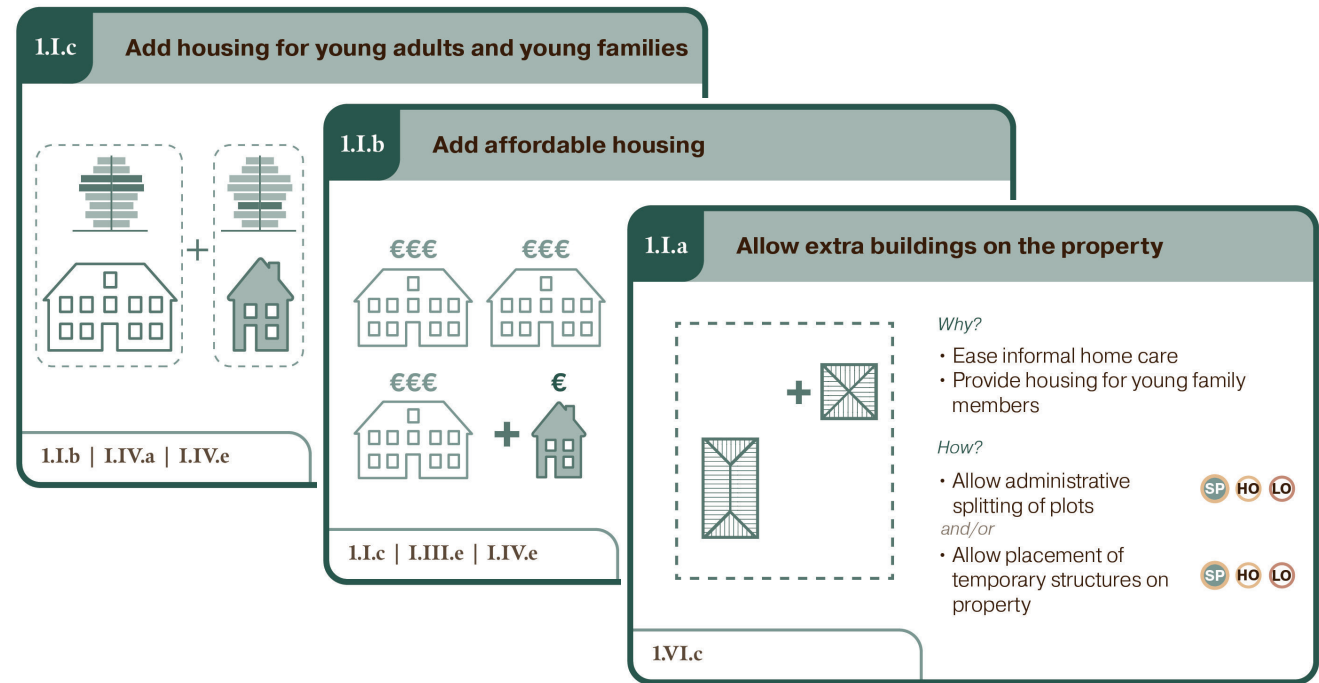 1.I.c
Add housing for young adults and young families
+
1.I.b | I.IV.a | I.IV.e
1.I.b
Add affordable housing
€€€ €€€
€€€ €
+
1.I.c | I.III.e | I.IV.e
1.I.a
Allow extra buildings on the property
+
Why?
• Ease informal home care
• Provide housing for young family
members
How?
• Allow administrative
splitting of plots
SP HO LO
and/or
• Allow placement of
temporary structures on
property
SP HO LO
1.VI.c